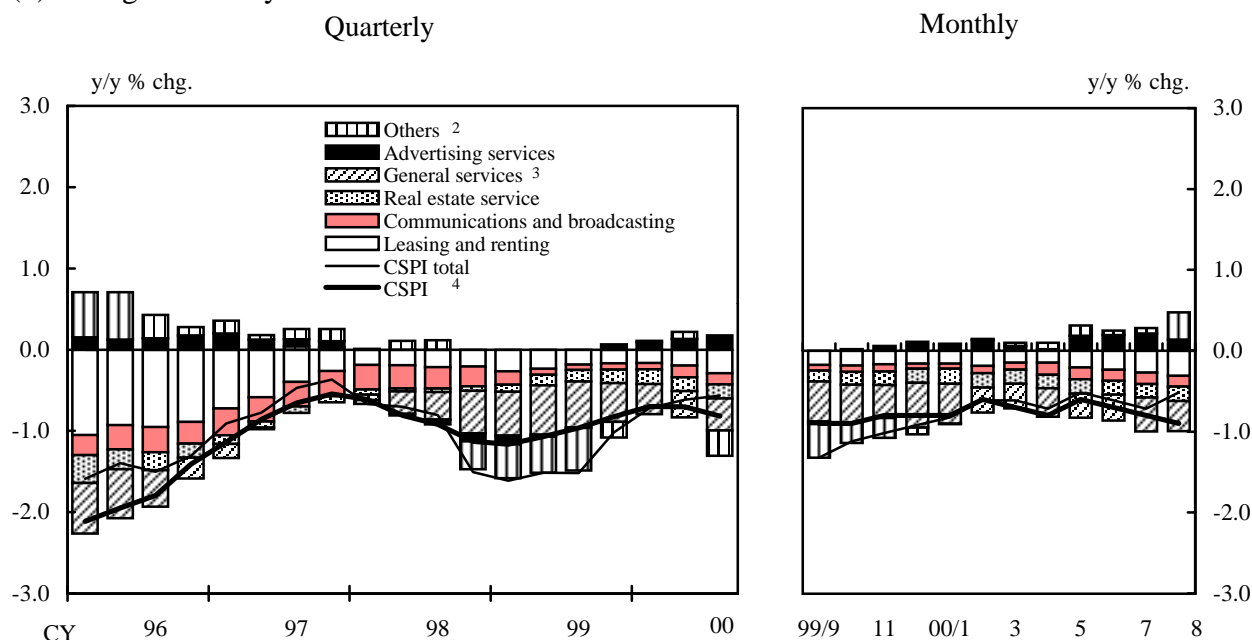 Quarterly
Monthly
y/y % chg.
y/y % chg.
3.0
2.0
1.0
0.0
-1.0
-2.0
-3.0
Others 2
Advertising services
General services 3
Real estate service
Communications and broadcasting
Leasing and renting
CSPI total
CSPI 4
3.0
2.0
1.0
0.0
-1.0
-2.0
-3.0
CY 96 97 98 99 00
99/9 11 00/1 3 5 7 8